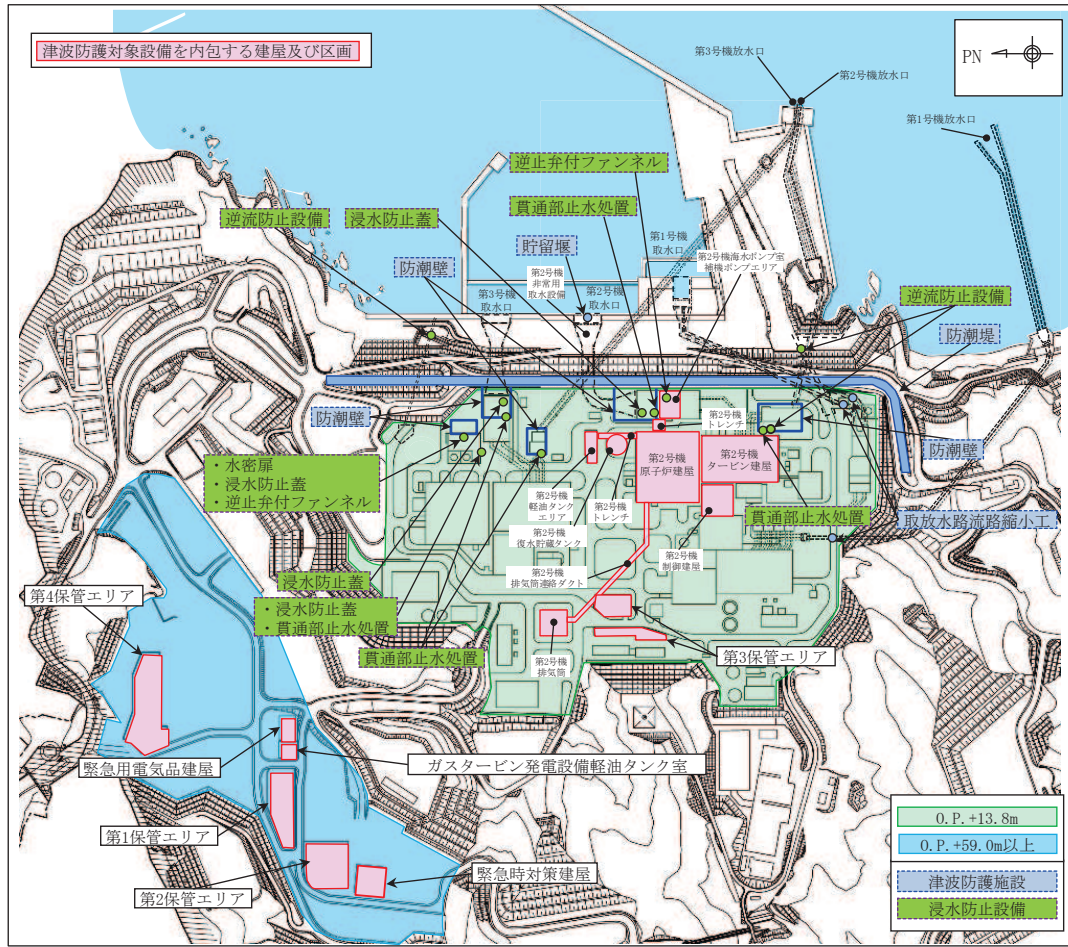 津波防護対象設備を内包する建屋及び区画
PN
第3号機放水口
第2号機放水口
第1号機放水口
逆止弁付ファンネル
貫通部止水処置
浸水防止蓋
逆流防止設備
防潮壁
貯留堰
第1号機
取水口
第2号機海水ポンプ室
補機ポンプエリア
第2号機
非常用
取水設備
第2号機
取水口
第3号機
取水口
逆流防止設備
防潮堤
防潮壁
第2号機
トレンチ
防潮壁
・水密扉
・浸水防止蓋
・逆止弁付ファンネル
第2号機
原子炉建屋
第2号機
タービン建屋
第2号機
軽油タンク
エリア
第2号機
トレンチ
第2号機
復水貯蔵タンク
第2号機
制御建屋
貫通部止水処置
取放水路流路縮小工
第2号機
排気筒連絡ダクト
浸水防止蓋
・浸水防止蓋
・貫通部止水処置
貫通部止水処置
第4保管エリア
第2号機
排気筒
第3保管エリア
緊急用電気品建屋
ガスタービン発電設備軽油タンク室
第1保管エリア
第2保管エリア
緊急時対策建屋
O.P.+13.8m
O.P.+59.0m以上
津波防護施設
浸水防止設備